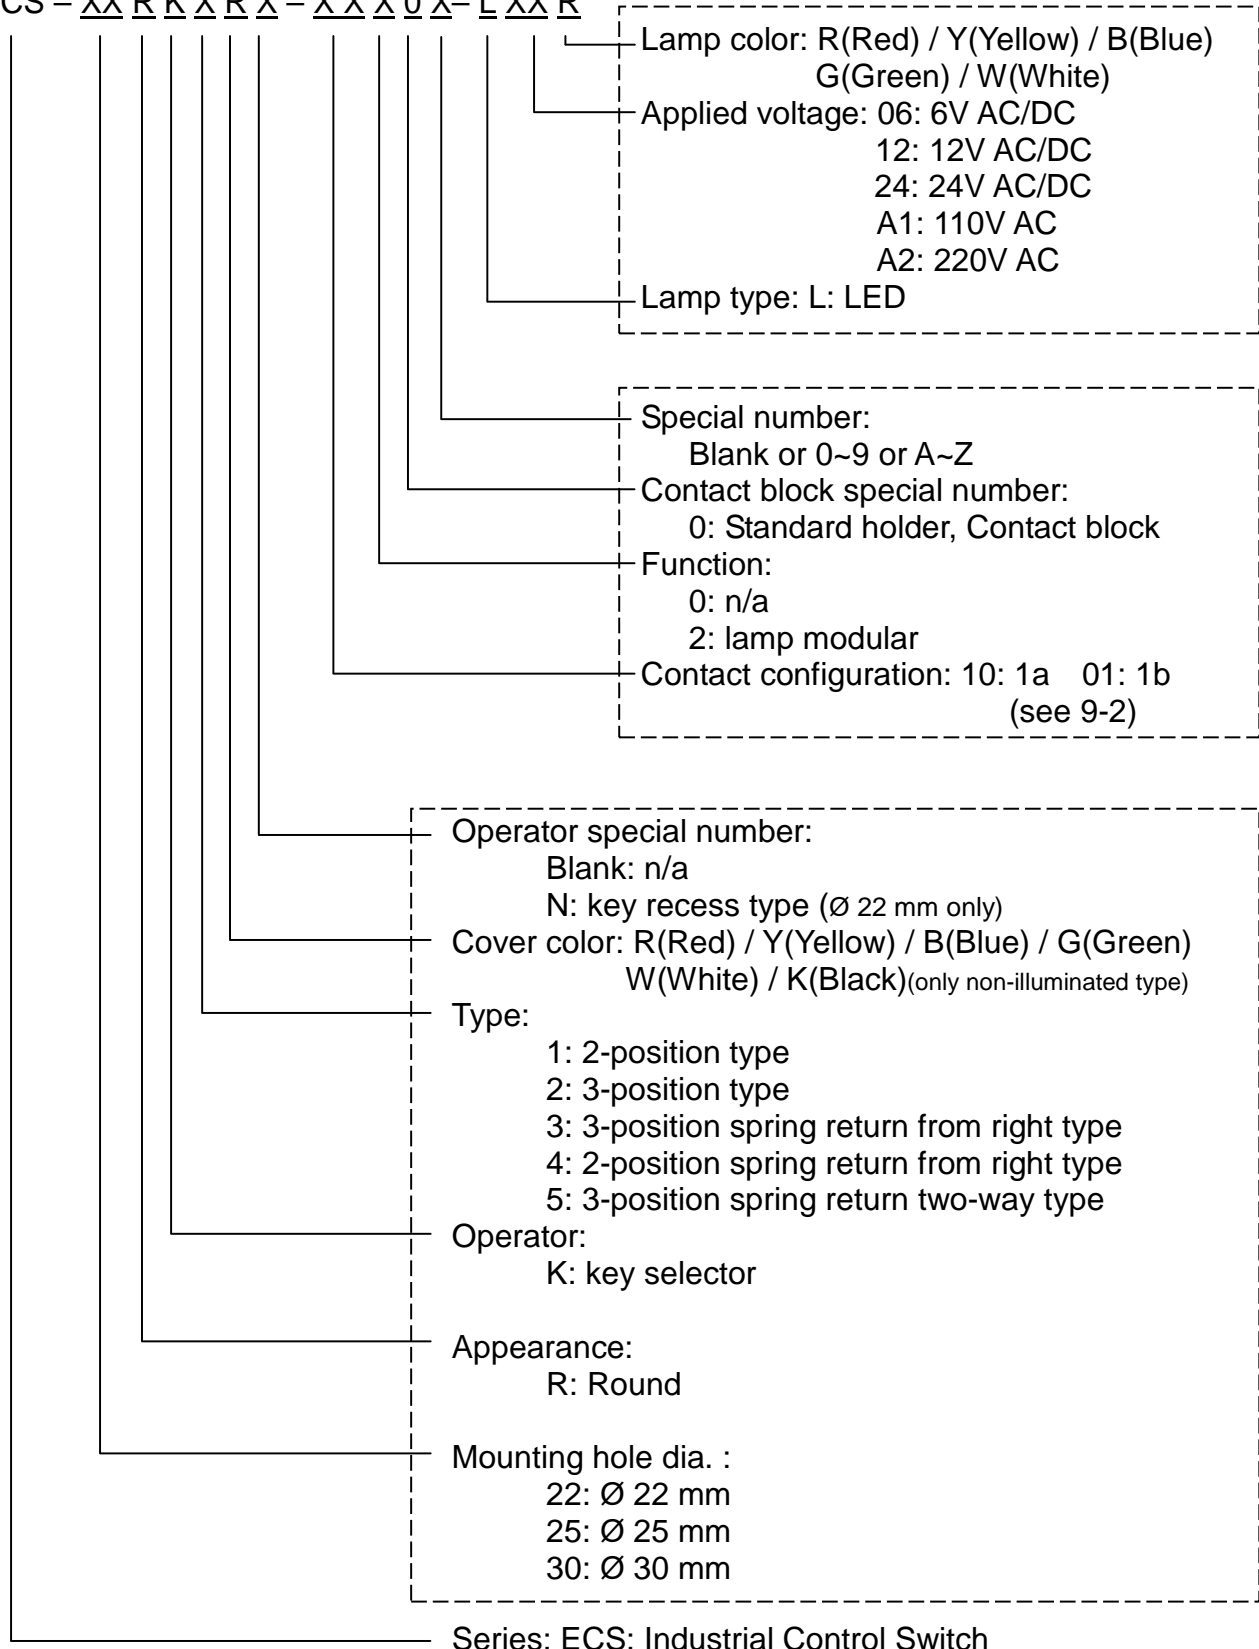 CS – XX R K X R X – X X X 0 X– L XX R
Lamp color: R(Red) / Y(Yellow) / B(Blue)
G(Green) / W(White)
Applied voltage: 06: 6V AC/DC
12: 12V AC/DC
24: 24V AC/DC
A1: 110V AC
A2: 220V AC
Lamp type: L: LED
Special number:
Blank or 0~9 or A~Z
Contact block special number:
0: Standard holder, Contact block
Function:
0: n/a
2: lamp modular
Contact configuration: 10: 1a 01: 1b
(see 9-2)
Operator special number:
Blank: n/a
N: key recess type (Ø 22 mm only)
Cover color: R(Red) / Y(Yellow) / B(Blue) / G(Green)
W(White) / K(Black)(only non-illuminated type)
Type:
1: 2-position type
2: 3-position type
3: 3-position spring return from right type
4: 2-position spring return from right type
5: 3-position spring return two-way type
Operator:
K: key selector
Appearance:
R: Round
Mounting hole dia. :
22: Ø 22 mm
25: Ø 25 mm
30: Ø 30 mm
Series: ECS: Industrial Control Switch